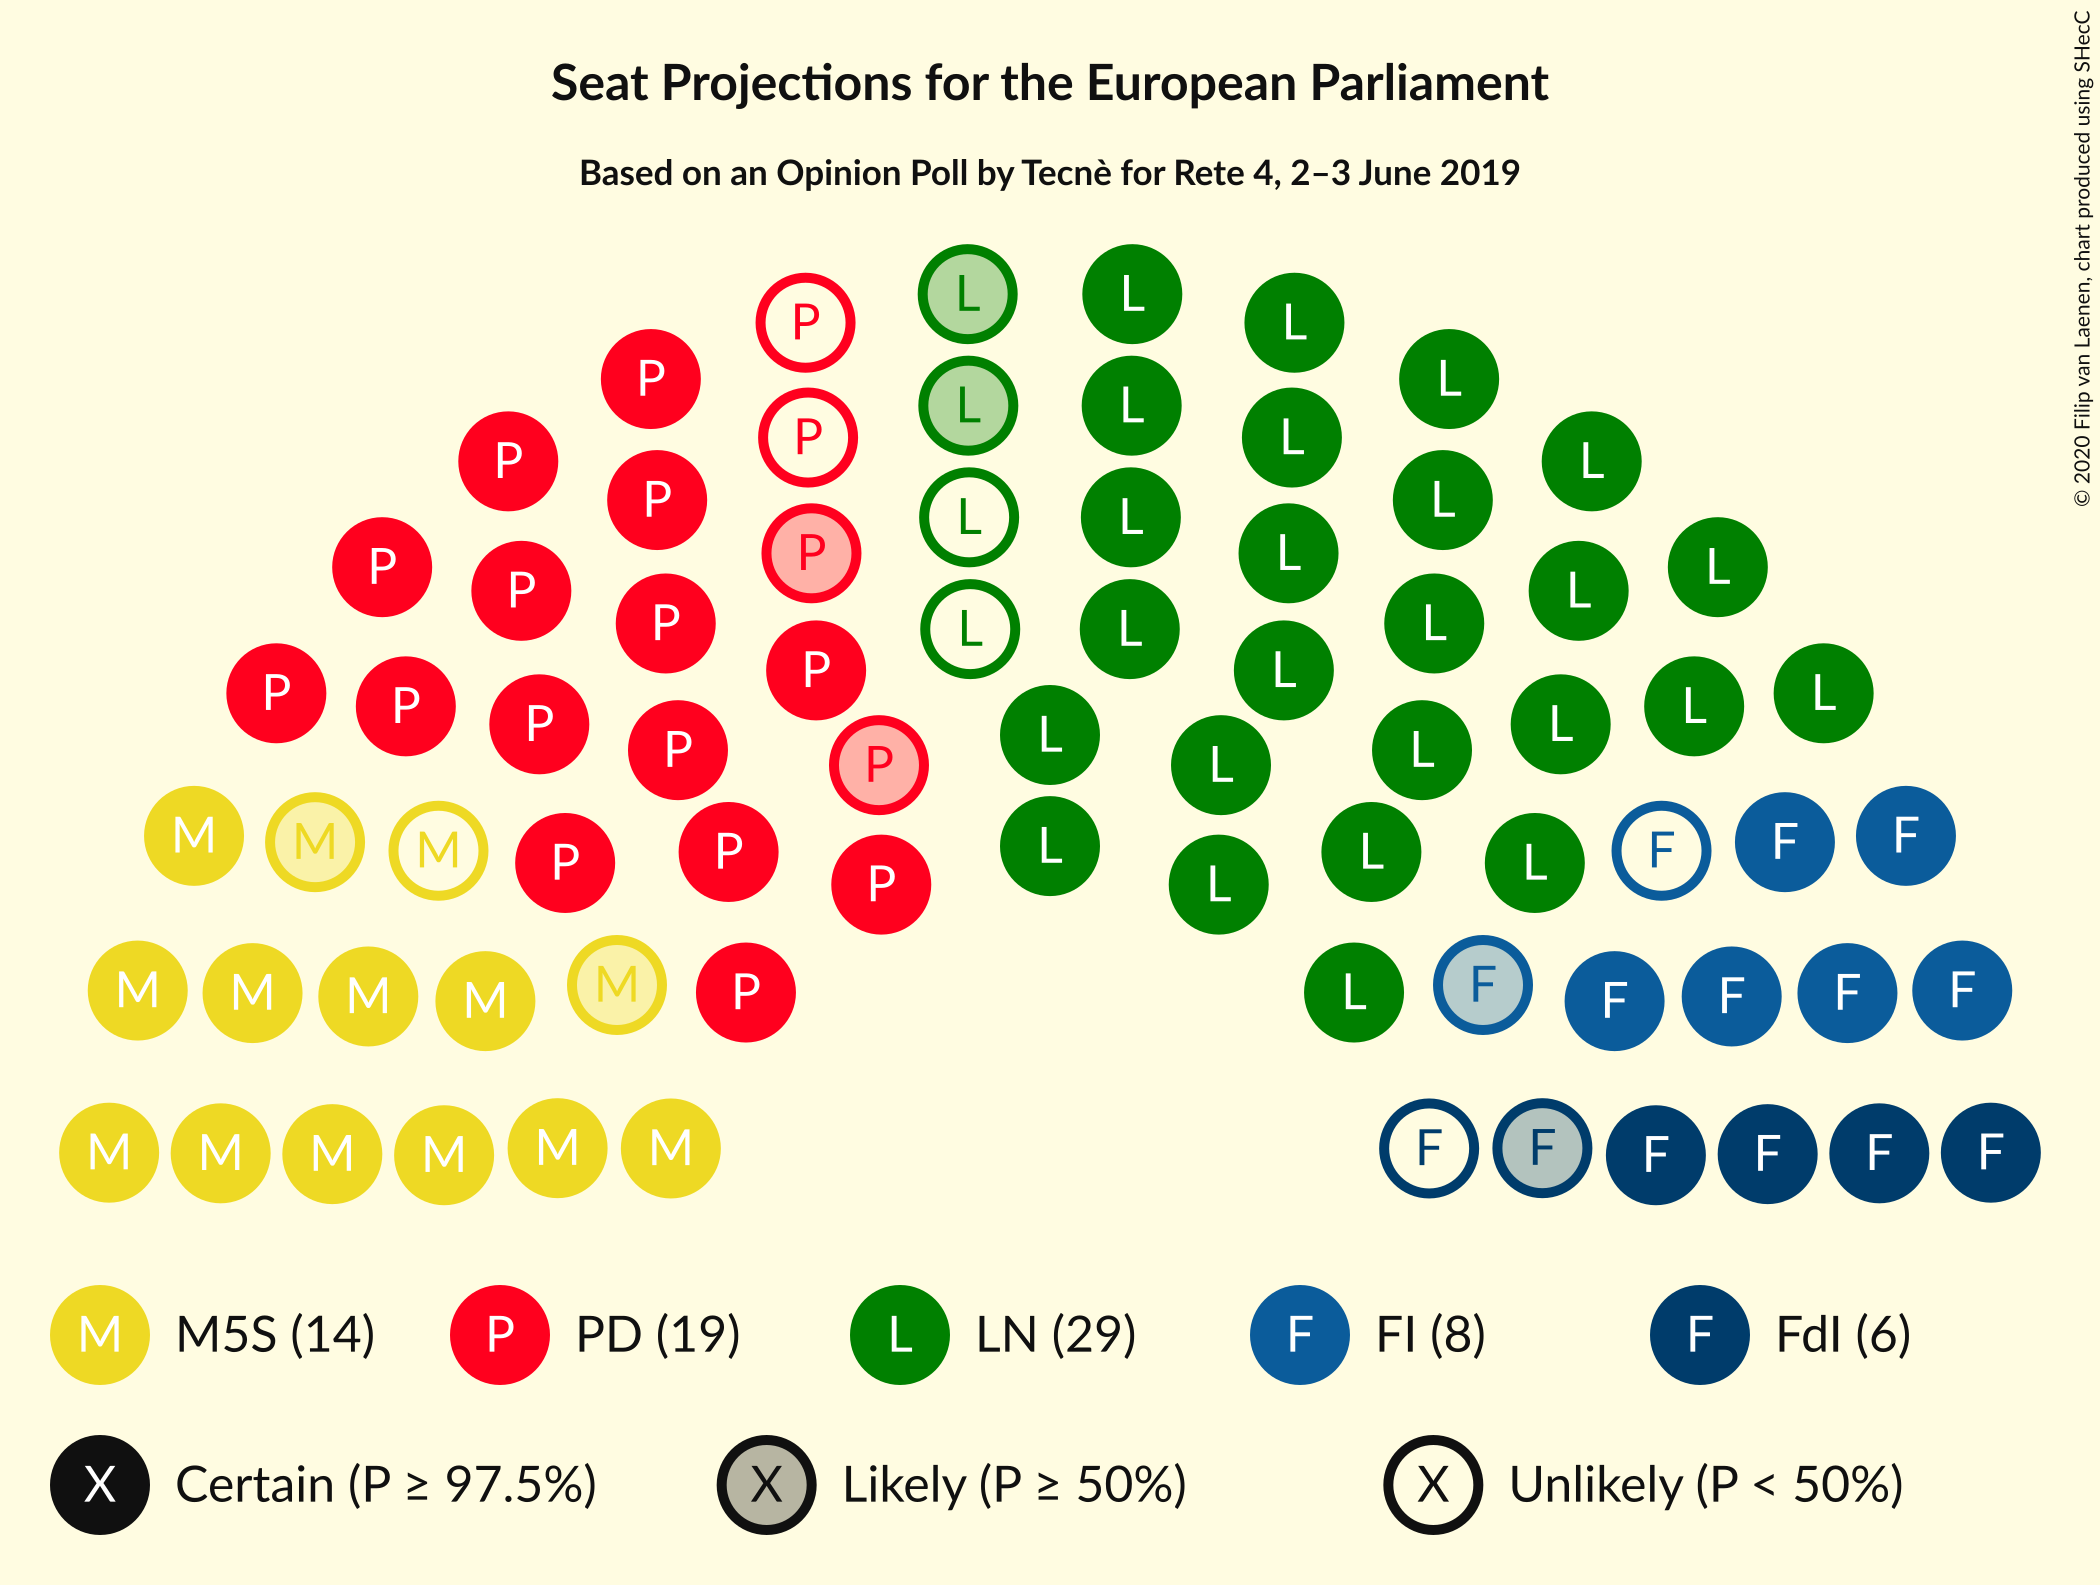 © 2020 Filip van Laenen, chart produced using SHecC
Seat Projections for the European Parliament
Based on an Opinion Poll by Tecnè for Rete 4, 2–3 June 2019
P L L L
P L L L
P P L L
P L L L
P P P L L L
P L L L
P L
P P P L L L
P P L L L
M M M P P P L L L L F F F
M M M M M P L F F F F F
M M M M M M F F F F F F
M M5S (14) P PD (19) L LN (29) F FI (8) F FdI (6)
X Certain (P ≥ 97.5%) X Likely (P ≥ 50%) X Unlikely (P < 50%)